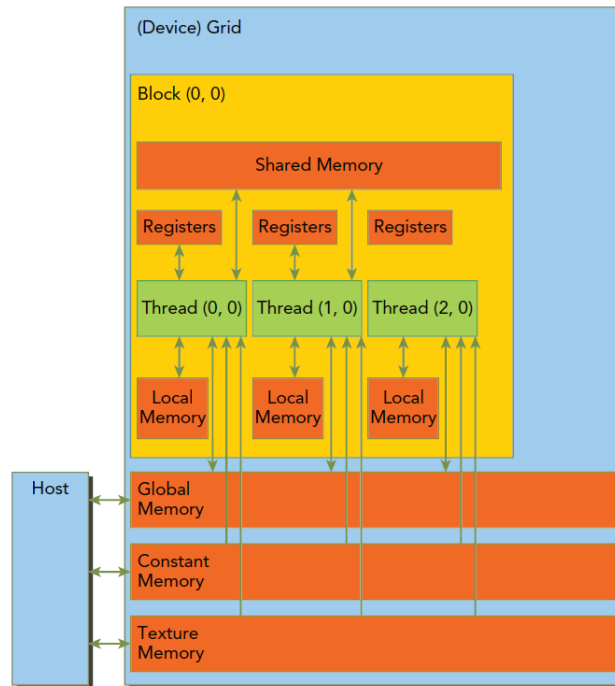 (Device) Grid
Block (0, 0)
Shared Memory
Registers
Registers
Registers
Thread (0, 0)
Thread (1, 0)
Thread (2, 0)
Local
Memory
Local
Memory
Local
Memory
Host
Global
Memory
Constant
Memory
Texture
Memory